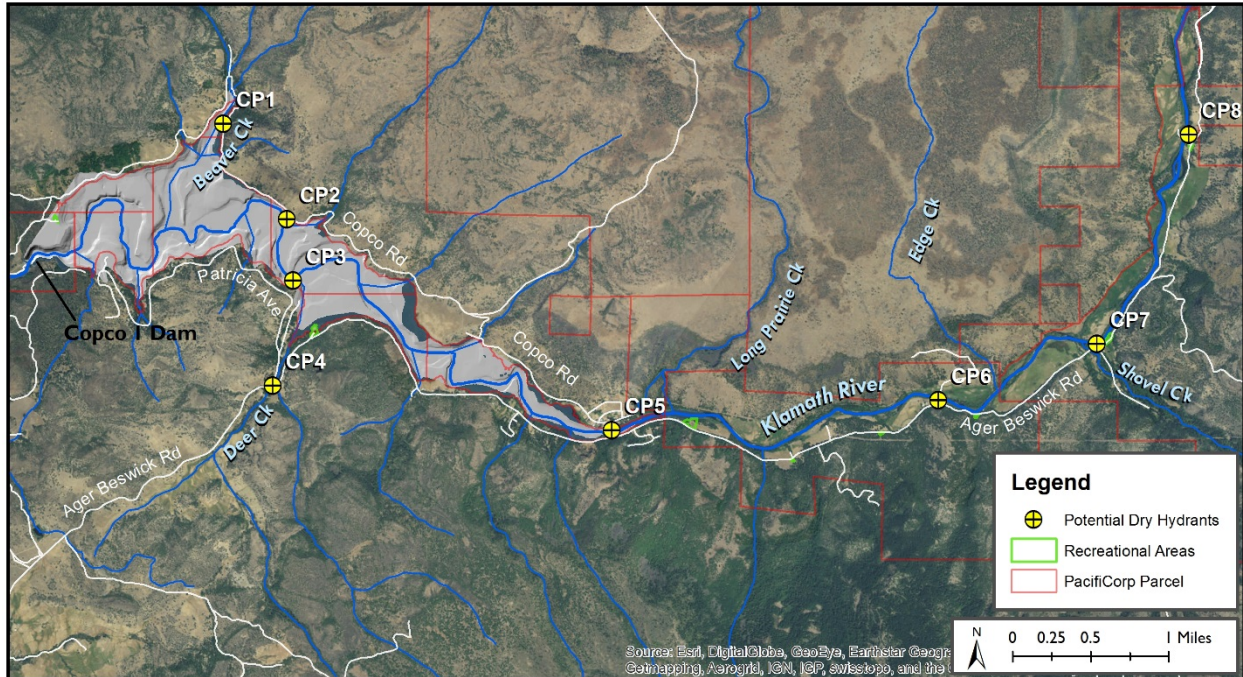 CP1
Beaver Ck
CP2
Copco Rd
CP3
Patricia Ave
Copco 1 Dam
CP4
Deer Ck
Ager Beswick Rd
Copco Rd
CP5
Long Prairie Ck
Klamath River
Edge Ck
CP6
Ager Beswick Rd
CP7
Shovel Ck
CP8
Legend
Potential Dry Hydrants
Recreational Areas
PacifiCorp Parcel
N
0 0.25 0.5 1 Miles
Source: Esri, DigitalGlobe, GeoEye, Earthstar Geogra
Getmapping, Aerogrid, IGN, IGP, swisstopo, and the